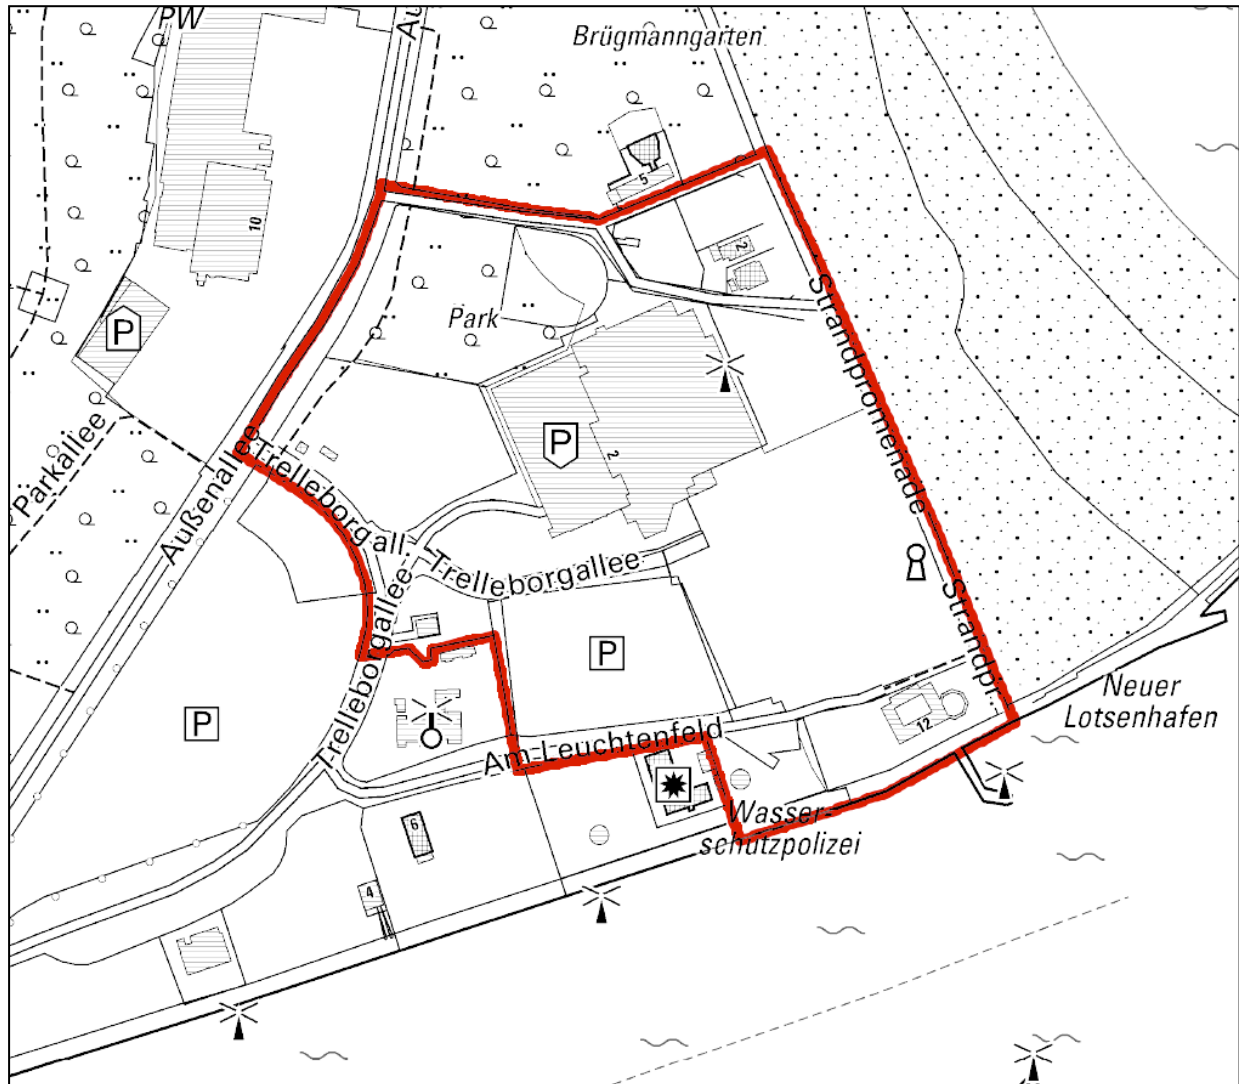 PW
Au
Brügmanngarten
5
10
2
Park
P
Strandpromenade
Parkallee
Außenallee
Trelleborgall.
P
2
Trelleborgallee
Trelleborgallee
P
Strandpr..
P
Neuer
Lotsenhafen
12
Am Leuchtenfeld
Wasser-
schutzpolizei
6
4